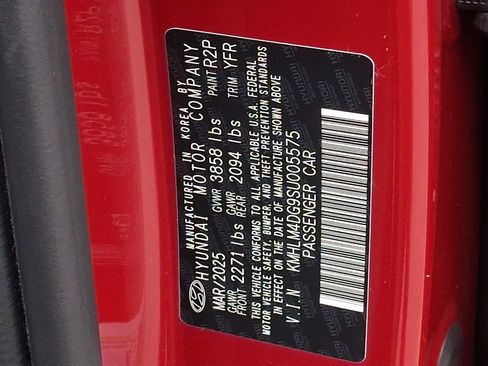 MANUFACTURED IN KOREA BY
HYUNDAI MOTOR COMPANY
MAR/2025 GVWR 3858 lbs PAINT R2P
GAWR FRONT 2271 lbs GAWR REAR 2094 lbs TRIM YFR
THIS VEHICLE CONFORMS TO ALL APPLICABLE U.S.A. FEDERAL
MOTOR VEHICLE SAFETY, BUMPER, AND THEFT PREVENTION STANDARDS
IN EFFECT ON THE DATE OF MANUFACTURE SHOWN ABOVE
V.I.N KMHLM4DG9SU005575
PASSENGER CAR